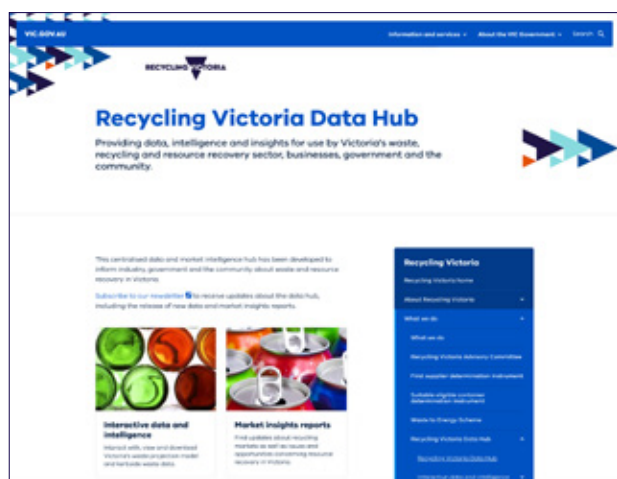 VIC.GOV.AU
Information and services
About the VIC Government
Search
RECYCLING VICTORIA
Recycling Victoria Data Hub
Providing data, intelligence and insights for use by Victoria's waste,
recycling and resource recovery sector, businesses, government and the
community.
This centralised data and market intelligence hub has been developed to
inform industry, government and the community about waste and resource
recovery in Victoria.
Subscribe to our newsletter to receive updates about the data hub,
including the release of new data and market insights reports.
Interactive data and
intelligence
Interact with, view and download
Victoria's waste projection model
and kerbside waste data.
Market insights reports
Find updates about recycling
markets as well as issues and
opportunities concerning resource
recovery in Victoria.
Recycling Victoria
Recycling Victoria home
About Recycling Victoria
What we do
What we do
Recycling Victoria Advisory Committee
First supplier determination instrument
Suitable eligible container
determination instrument
Waste to Energy Scheme
Recycling Victoria Data Hub
Recycling Victoria Data Hub
Interactive data and intelligence